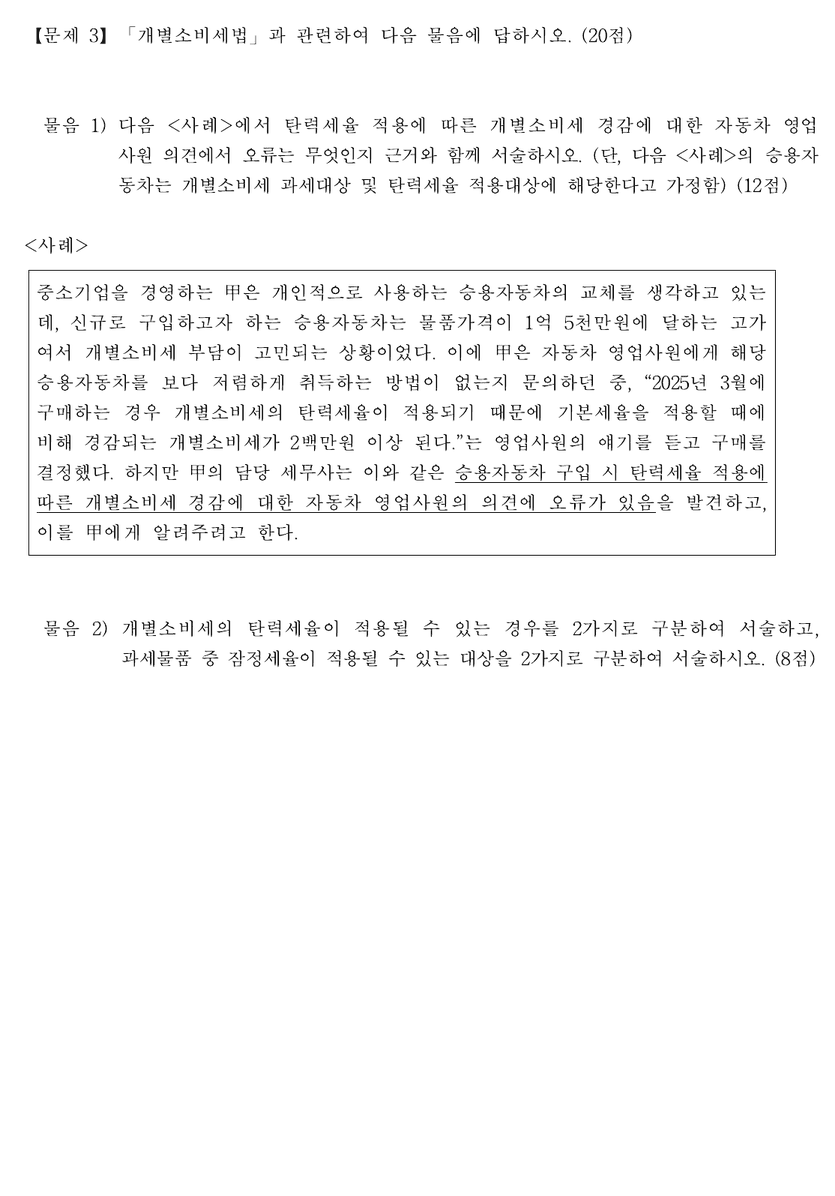 【문제 3】 「개별소비세법」과 관련하여 다음 물음에 답하시오. (20점)
물음 1) 다음 <사례>에서 탄력세율 적용에 따른 개별소비세 경감에 대한 자동차 영업
사원 의견에서 오류는 무엇인지 근거와 함께 서술하시오. (단, 다음 <사례>의 승용자
동차는 개별소비세 과세대상 및 탄력세율 적용대상에 해당한다고 가정함) (12점)
<사례>
중소기업을 경영하는 甲은 개인적으로 사용하는 승용자동차의 교체를 생각하고 있는
데, 신규로 구입하고자 하는 승용자동차는 물품가격이 1억 5천만원에 달하는 고가
여서 개별소비세 부담이 고민되는 상황이었다. 이에 甲은 자동차 영업사원에게 해당
승용자동차를 보다 저렴하게 취득하는 방법이 없는지 문의하던 중, “2025년 3월에
구매하는 경우 개별소비세의 탄력세율이 적용되기 때문에 기본세율을 적용할 때에
비해 경감되는 개별소비세가 2백만원 이상 된다.”는 영업사원의 얘기를 듣고 구매를
결정했다. 하지만 甲의 담당 세무사는 이와 같은 승용자동차 구입 시 탄력세율 적용에
따른 개별소비세 경감에 대한 자동차 영업사원의 의견에 오류가 있음을 발견하고,
이를 甲에게 알려주려고 한다.
물음 2) 개별소비세의 탄력세율이 적용될 수 있는 경우를 2가지로 구분하여 서술하고,
과세물품 중 잠정세율이 적용될 수 있는 대상을 2가지로 구분하여 서술하시오. (8점)